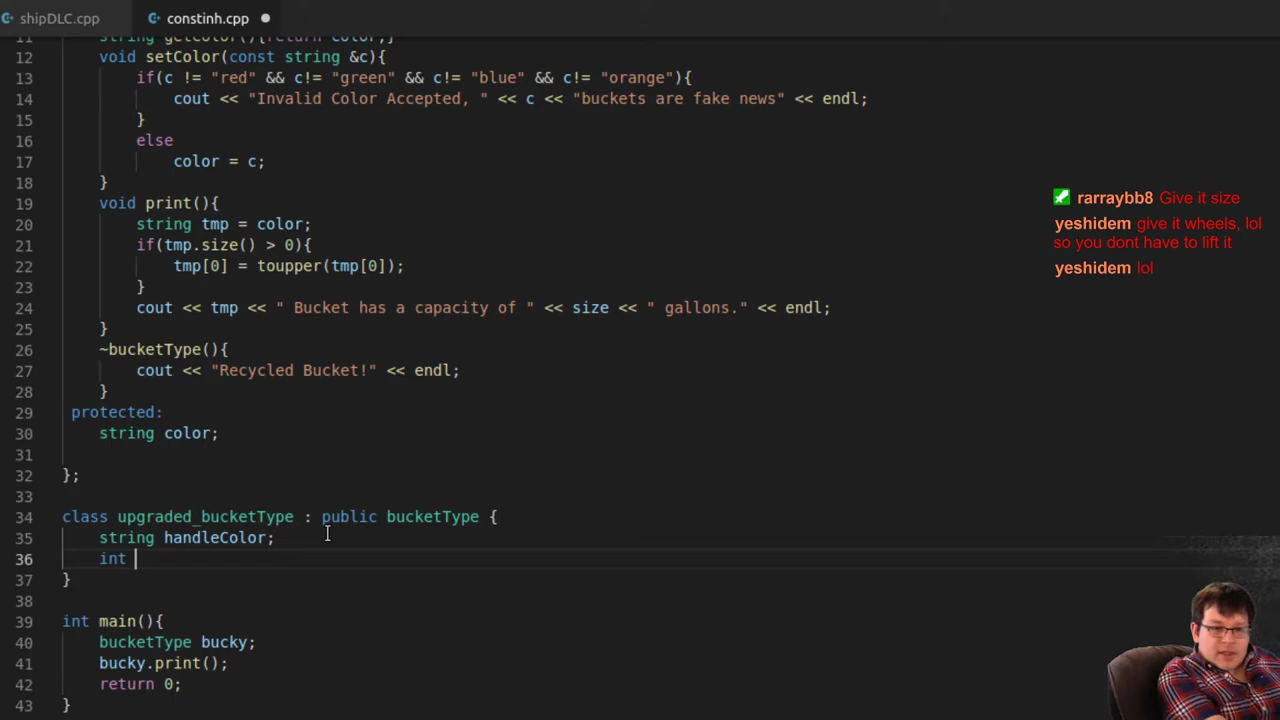 shipDLC.cpp constinh.cpp
11 string getColor(){return color;}
12 void setColor(const string &c){
13 if(c != "red" && c!= "green" && c!= "blue" && c!= "orange"){
14 cout << "Invalid Color Accepted, " << c << "buckets are fake news" << endl;
15 }
16 else
17 color = c;
18 }
19 void print(){
20 string tmp = color;
21 if(tmp.size() > 0){
22 tmp[0] = toupper(tmp[0]);
23 }
24 cout << tmp << " Bucket has a capacity of " << size << " gallons." << endl;
25 }
26 ~bucketType(){
27 cout << "Recycled Bucket!" << endl;
28 }
29 protected:
30 string color;
31
32 };
33
34 class upgraded_bucketType : public bucketType {
35 string handleColor;
36 int
37 }
38
39 int main(){
40 bucketType bucky;
41 bucky.print();
42 return 0;
43 }
rarraybb8 Give it size
yeshidem give it wheels, lol
so you dont have to lift it
yeshidem lol